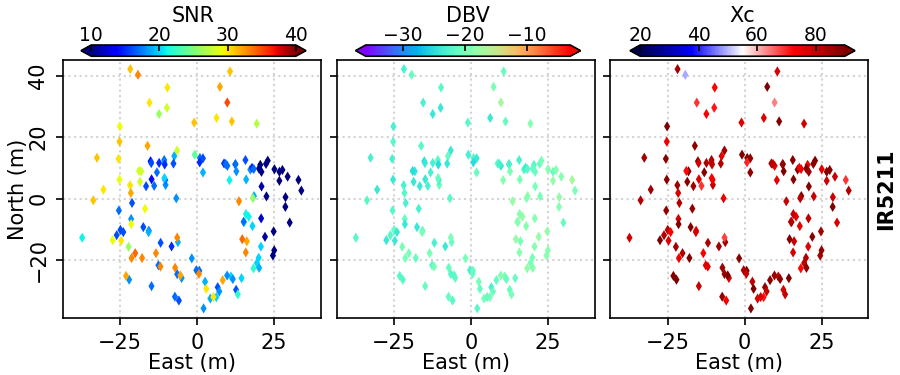 SNR DBV Xc
10 20 30 40 −30 −20 −10 20 40 60 80
40
20
0
−20
North (m)
IR5211
−25 0 25 −25 0 25 −25 0 25
East (m) East (m) East (m)